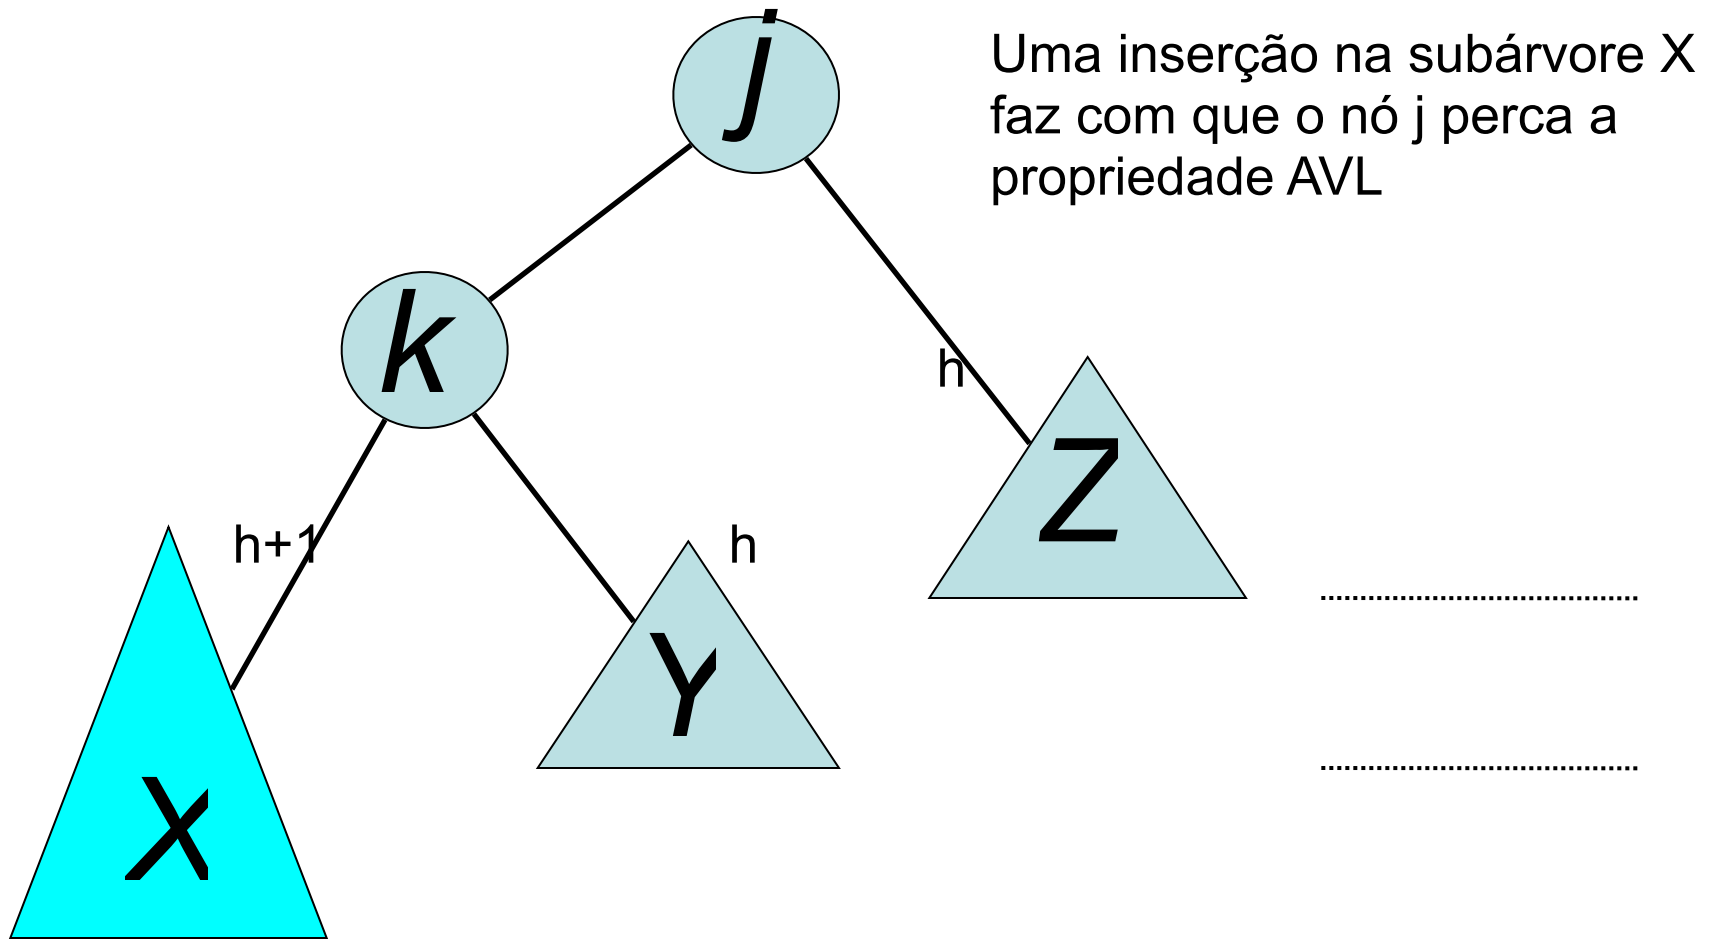 j
Uma inserção na subárvore X
faz com que o nó j perca a
propriedade AVL
k
h
Z
h+1
h
Y
X